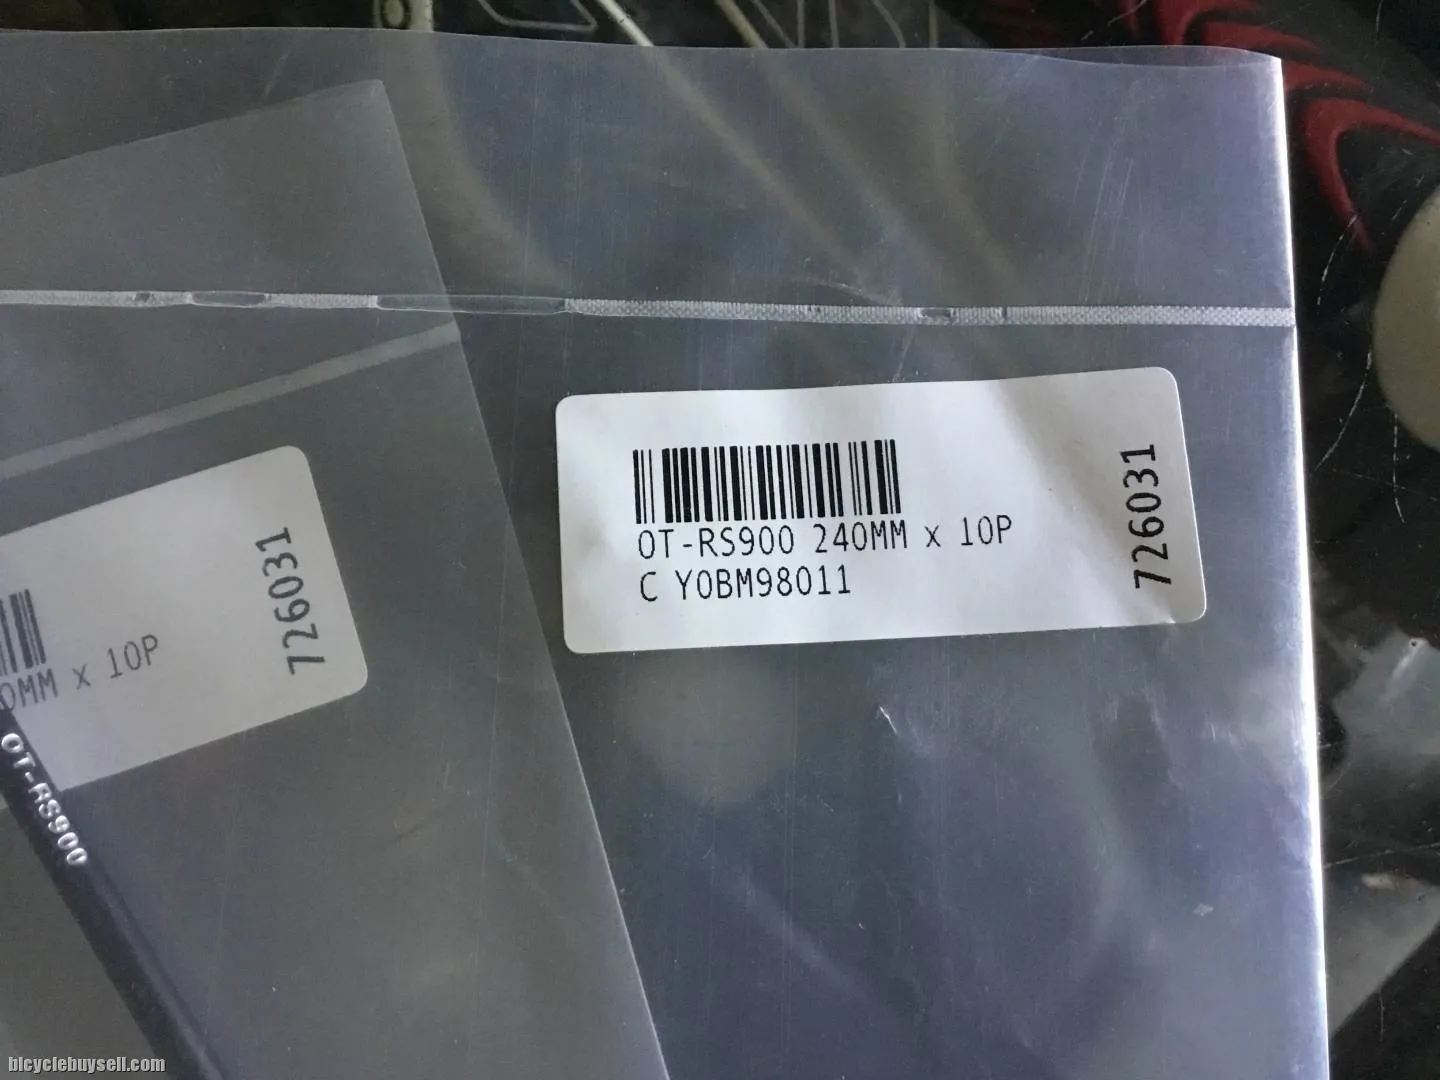 OT-RS900 240MM x 10P
C Y0BM98011
726031
0MM x 10P
726031
OT-RS900
bicyclebuysell.com